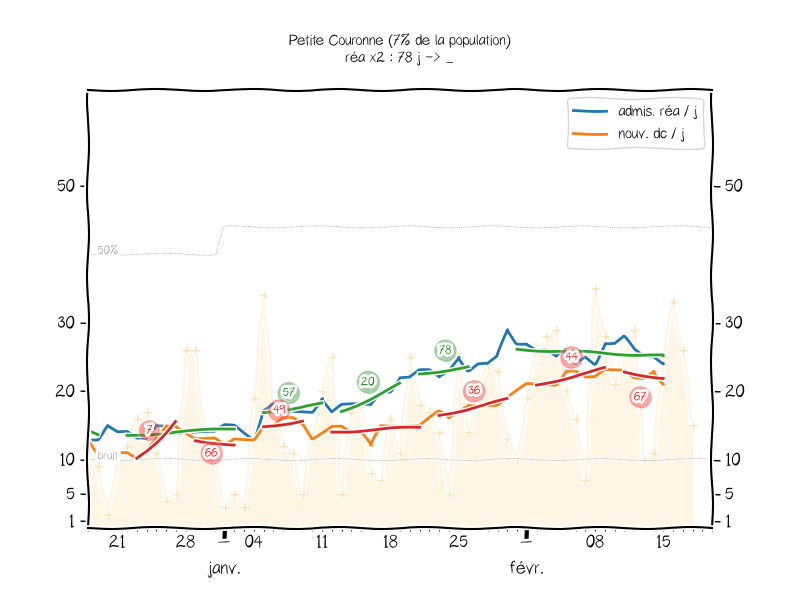 Petite Couronne (7% de la population)
réa x2 : 78 j -> _
admis. réa / j
nouv. dc / j
50 50
50%
30 30
78
20
57
44
36
67
49
20 20
7
66
bruit
10 10
5 5
1 1
21 28 _ 04 11 18 25 _ 08 15
janv. févr.